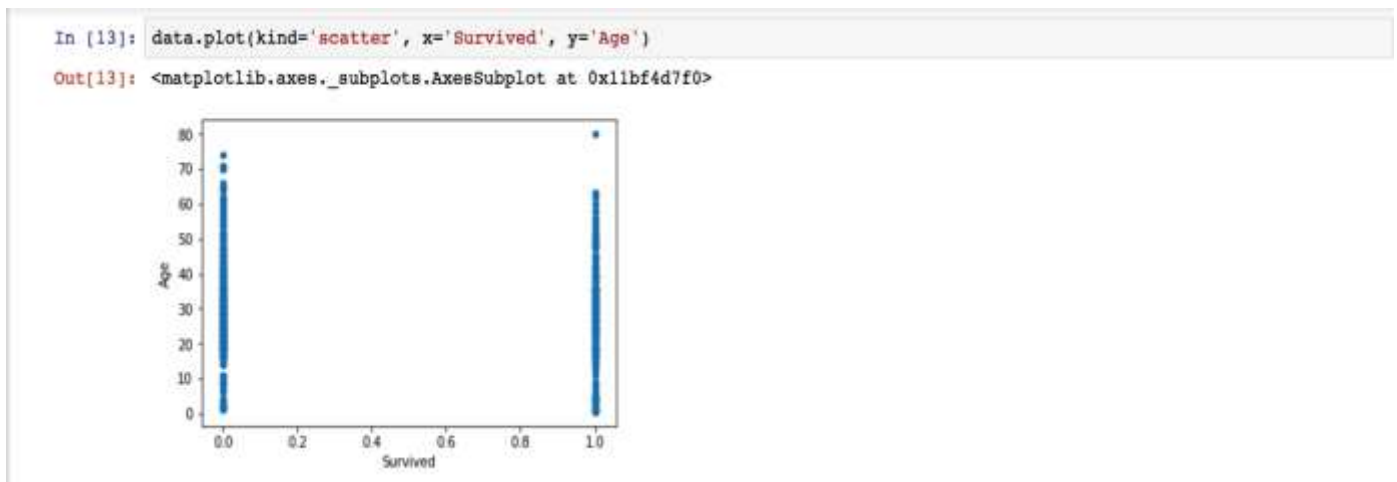 In [13]: data.plot(kind='scatter', x='Survived', y='Age')
Out[13]: <matplotlib.axes._subplots.AxesSubplot at 0x11bf4d7f0>
80
70
60
50
40
30
20
10
0
Age
0.0 0.2 0.4 0.6 0.8 1.0
Survived